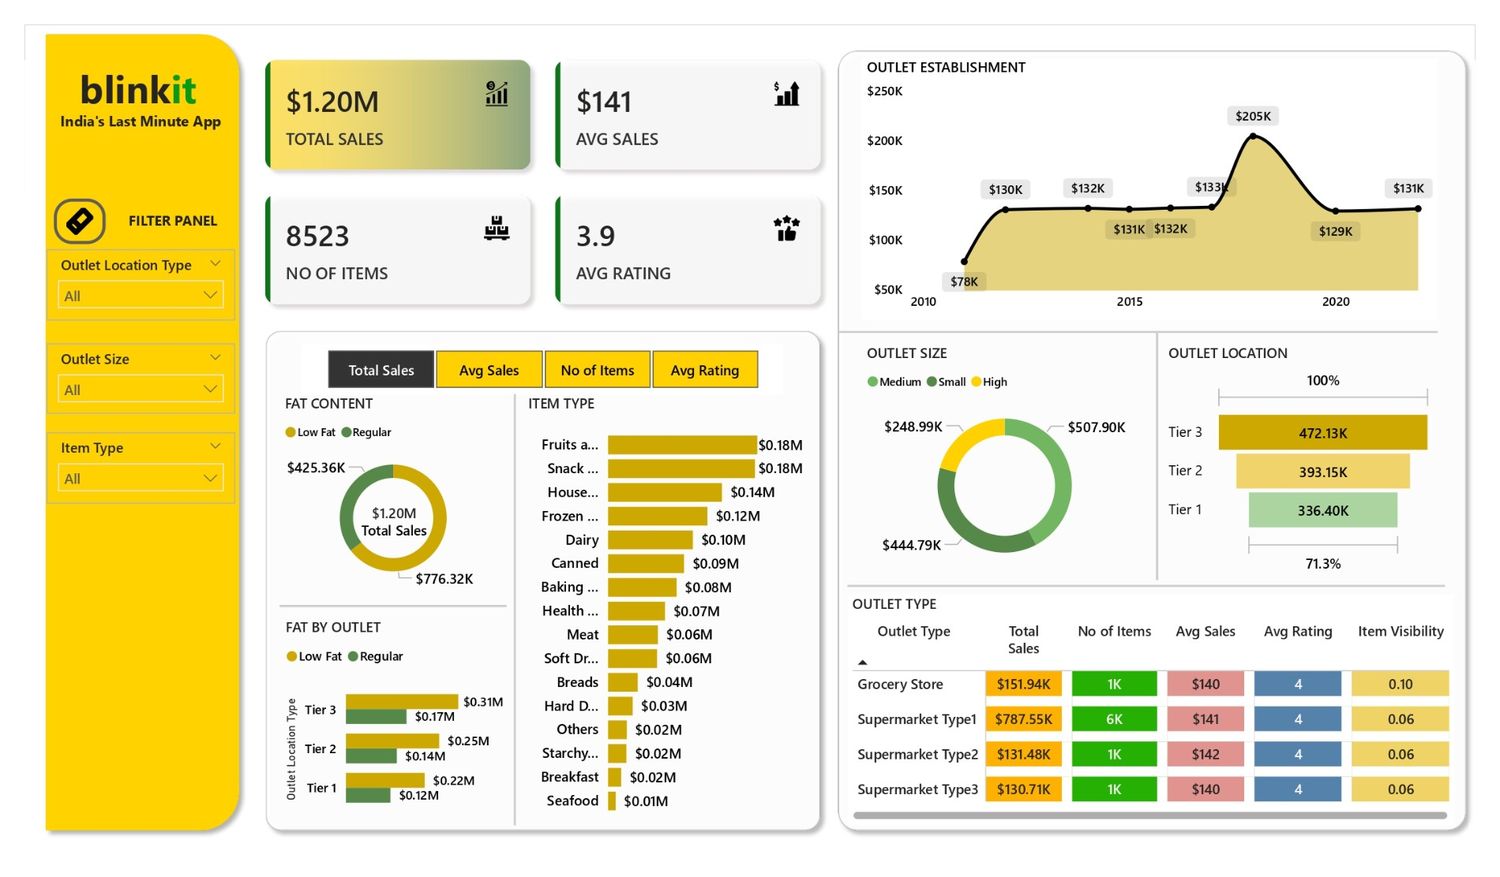 blinkit
India's Last Minute App
FILTER PANEL
Outlet Location Type
All
Outlet Size
All
Item Type
All
$1.20M
TOTAL SALES
$141
AVG SALES
8523
NO OF ITEMS
3.9
AVG RATING
Total Sales
Avg Sales
No of Items
Avg Rating
FAT CONTENT
Low Fat Regular
$425.36K
$1.20M
Total Sales
$776.32K
FAT BY OUTLET
Low Fat Regular
Outlet Location Type
Tier 3 $0.31M
$0.17M
Tier 2 $0.25M
$0.14M
Tier 1 $0.22M
$0.12M
ITEM TYPE
Fruits a... $0.18M
Snack ... $0.18M
House... $0.14M
Frozen ... $0.12M
Dairy $0.10M
Canned $0.09M
Baking ... $0.08M
Health ... $0.07M
Meat $0.06M
Soft Dr... $0.06M
Breads $0.04M
Hard D... $0.03M
Others $0.02M
Starchy... $0.02M
Breakfast $0.02M
Seafood $0.01M
OUTLET ESTABLISHMENT
$250K
$200K
$150K
$100K
$50K
$78K
$130K
$132K
$131K
$132K
$133K
$205K
$129K
$131K
2010 2015 2020
OUTLET SIZE
Medium Small High
$248.99K
$507.90K
$444.79K
OUTLET LOCATION
100%
Tier 3 472.13K
Tier 2 393.15K
Tier 1 336.40K
71.3%
OUTLET TYPE
Outlet Type Total Sales No of Items Avg Sales Avg Rating Item Visibility
Grocery Store $151.94K 1K $140 4 0.10
Supermarket Type1 $787.55K 6K $141 4 0.06
Supermarket Type2 $131.48K 1K $142 4 0.06
Supermarket Type3 $130.71K 1K $140 4 0.06